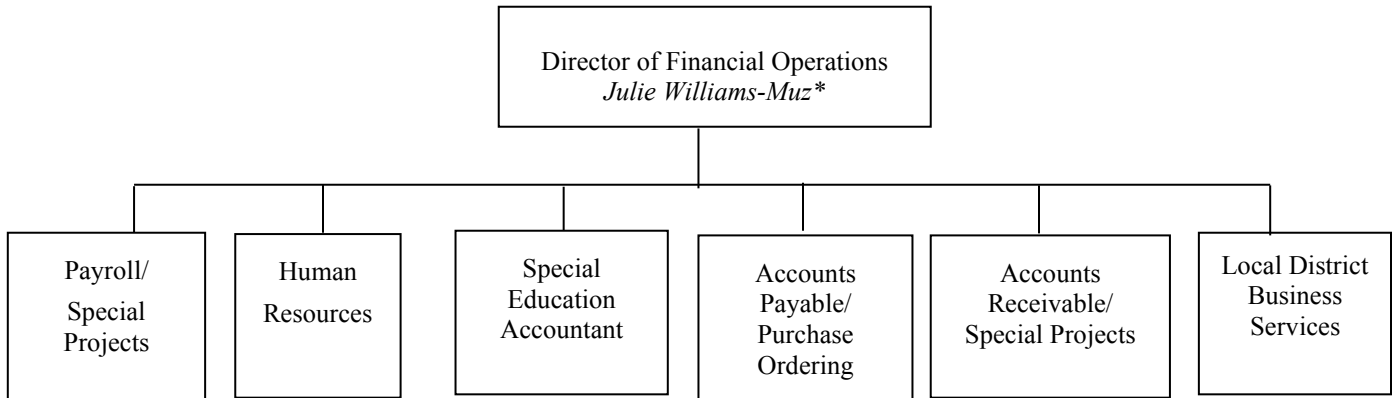 Director of Financial Operations
Julie Williams-Muz*
Payroll/
Special
Projects
Human
Resources
Special
Education
Accountant
Accounts
Payable/
Purchase
Ordering
Accounts
Receivable/
Special Projects
Local District
Business
Services